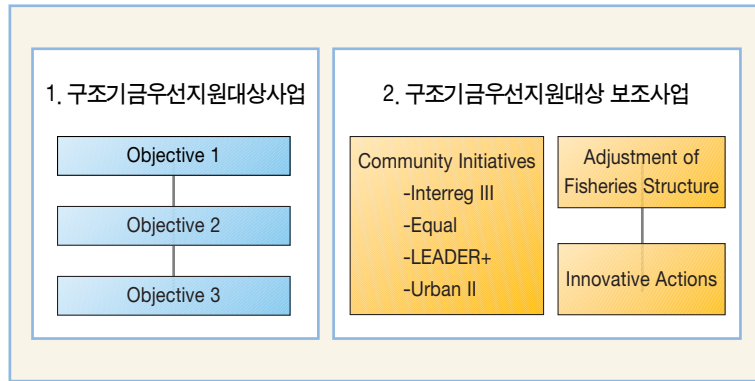 1. 구조기금우선지원대상사업
Objective 1
Objective 2
Objective 3
2. 구조기금우선지원대상 보조사업
Community Initiatives
-Interreg III
-Equal
-LEADER+
-Urban II
Adjustment of
Fisheries Structure
Innovative Actions